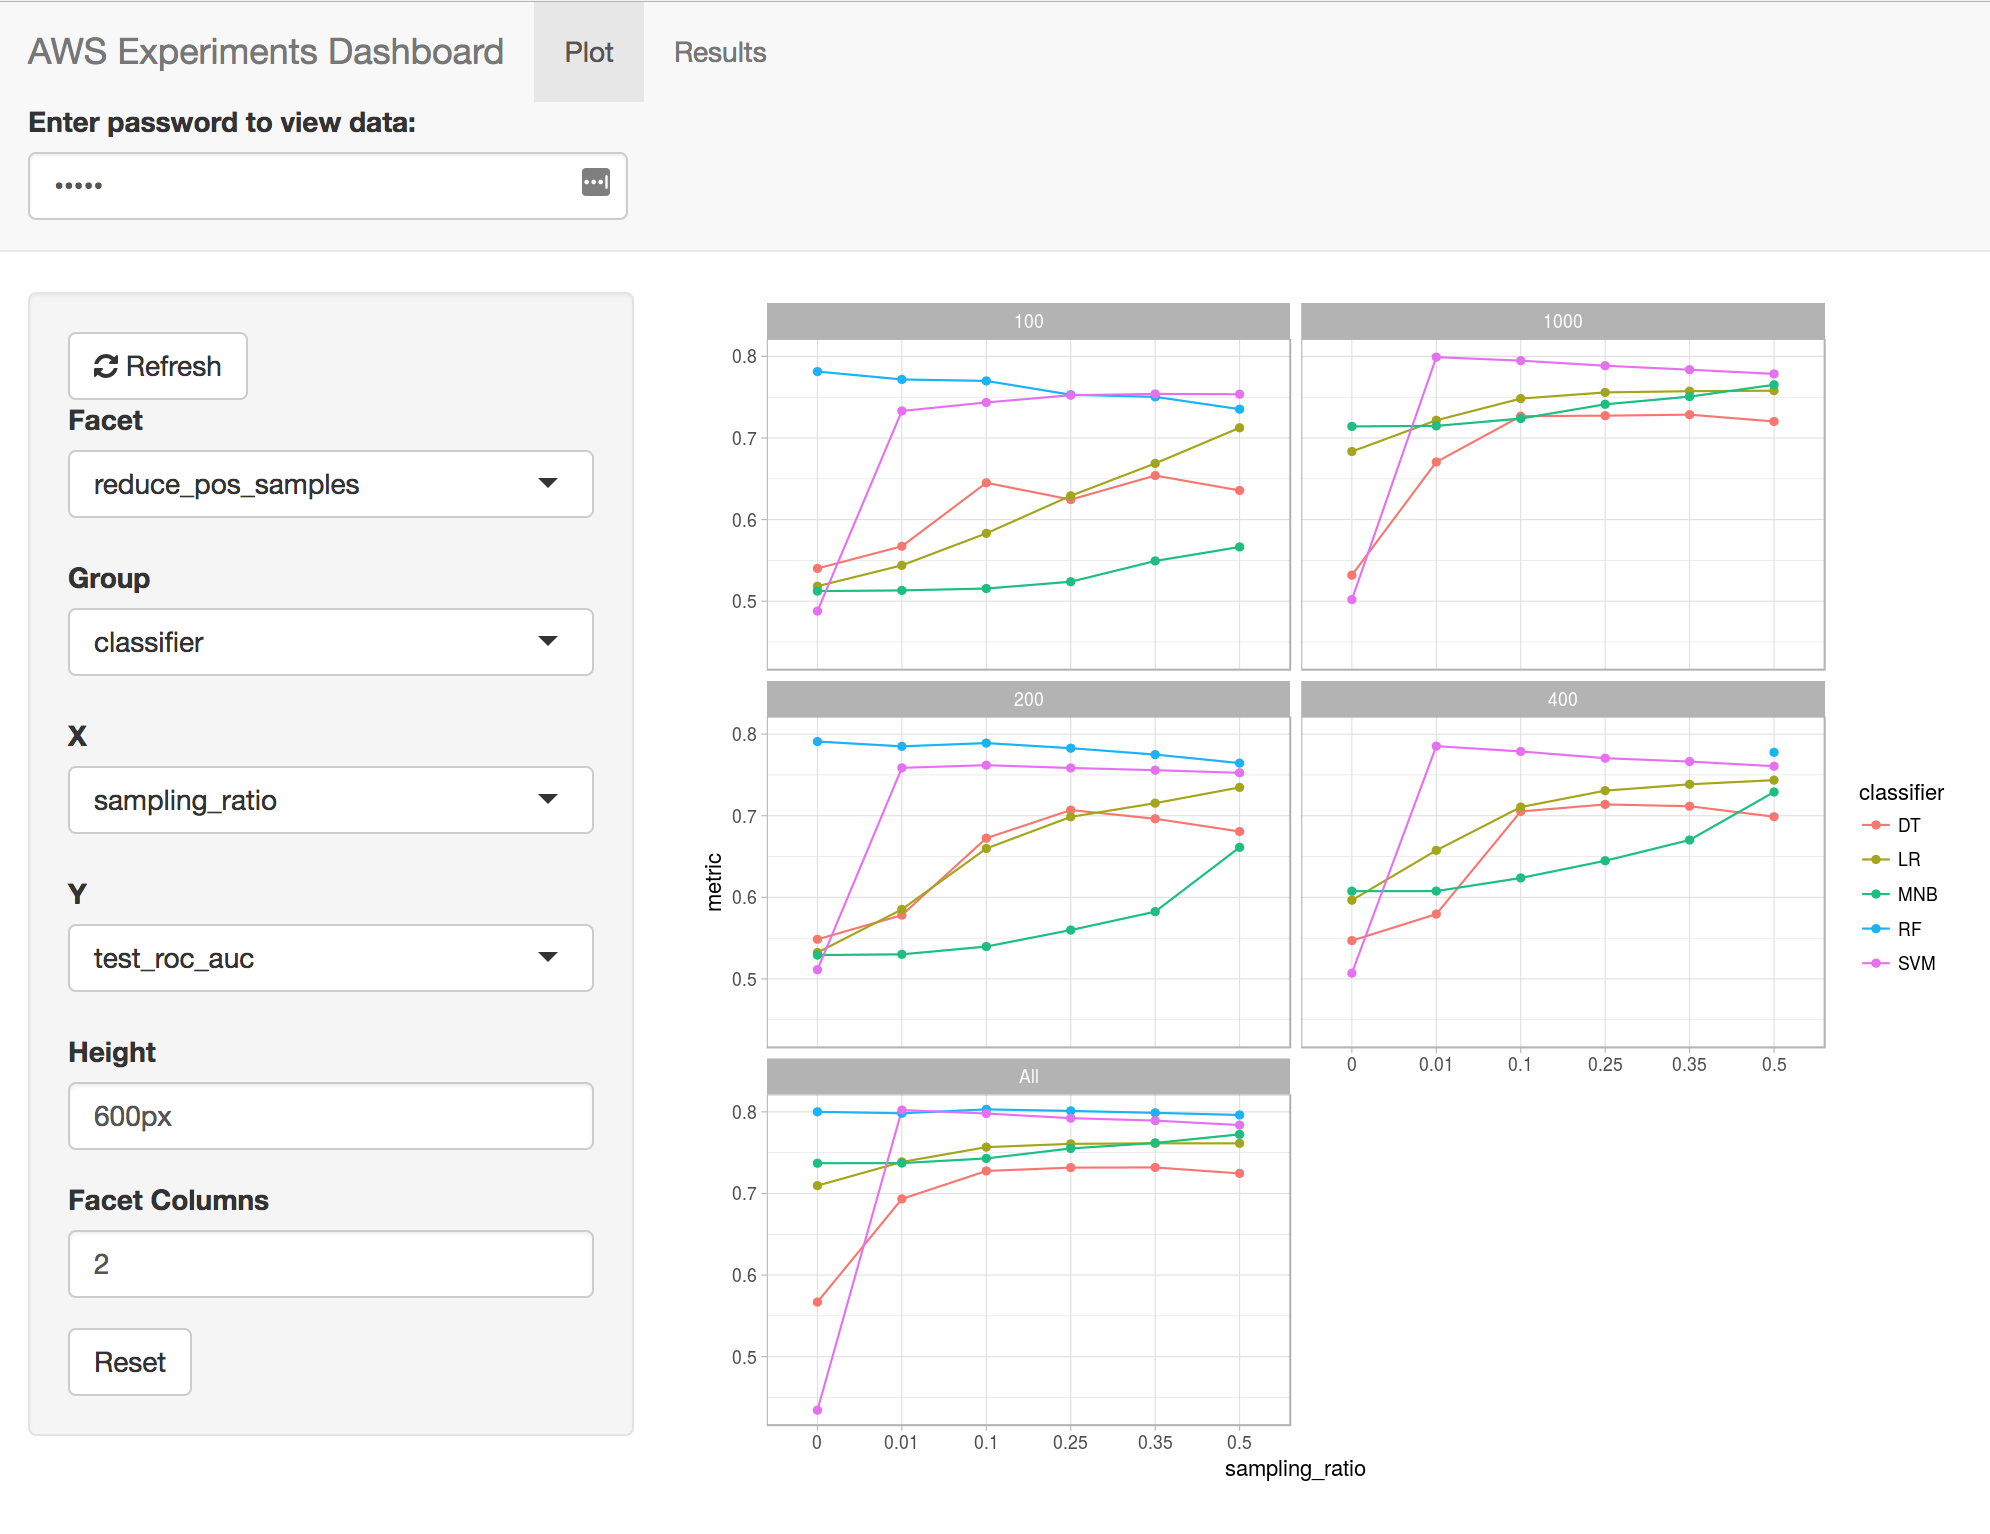 AWS Experiments Dashboard
Plot
Results
Enter password to view data:
•••••
Refresh
Facet
reduce_pos_samples
Group
classifier
X
sampling_ratio
Y
test_roc_auc
Height
600px
Facet Columns
2
Reset
100
1000
0.8
0.7
0.6
0.5
200
400
0.8
0.7
0.6
0.5
metric
0 0.01 0.1 0.25 0.35 0.5
All
0.8
0.7
0.6
0.5
0 0.01 0.1 0.25 0.35 0.5
sampling_ratio
classifier
DT
LR
MNB
RF
SVM